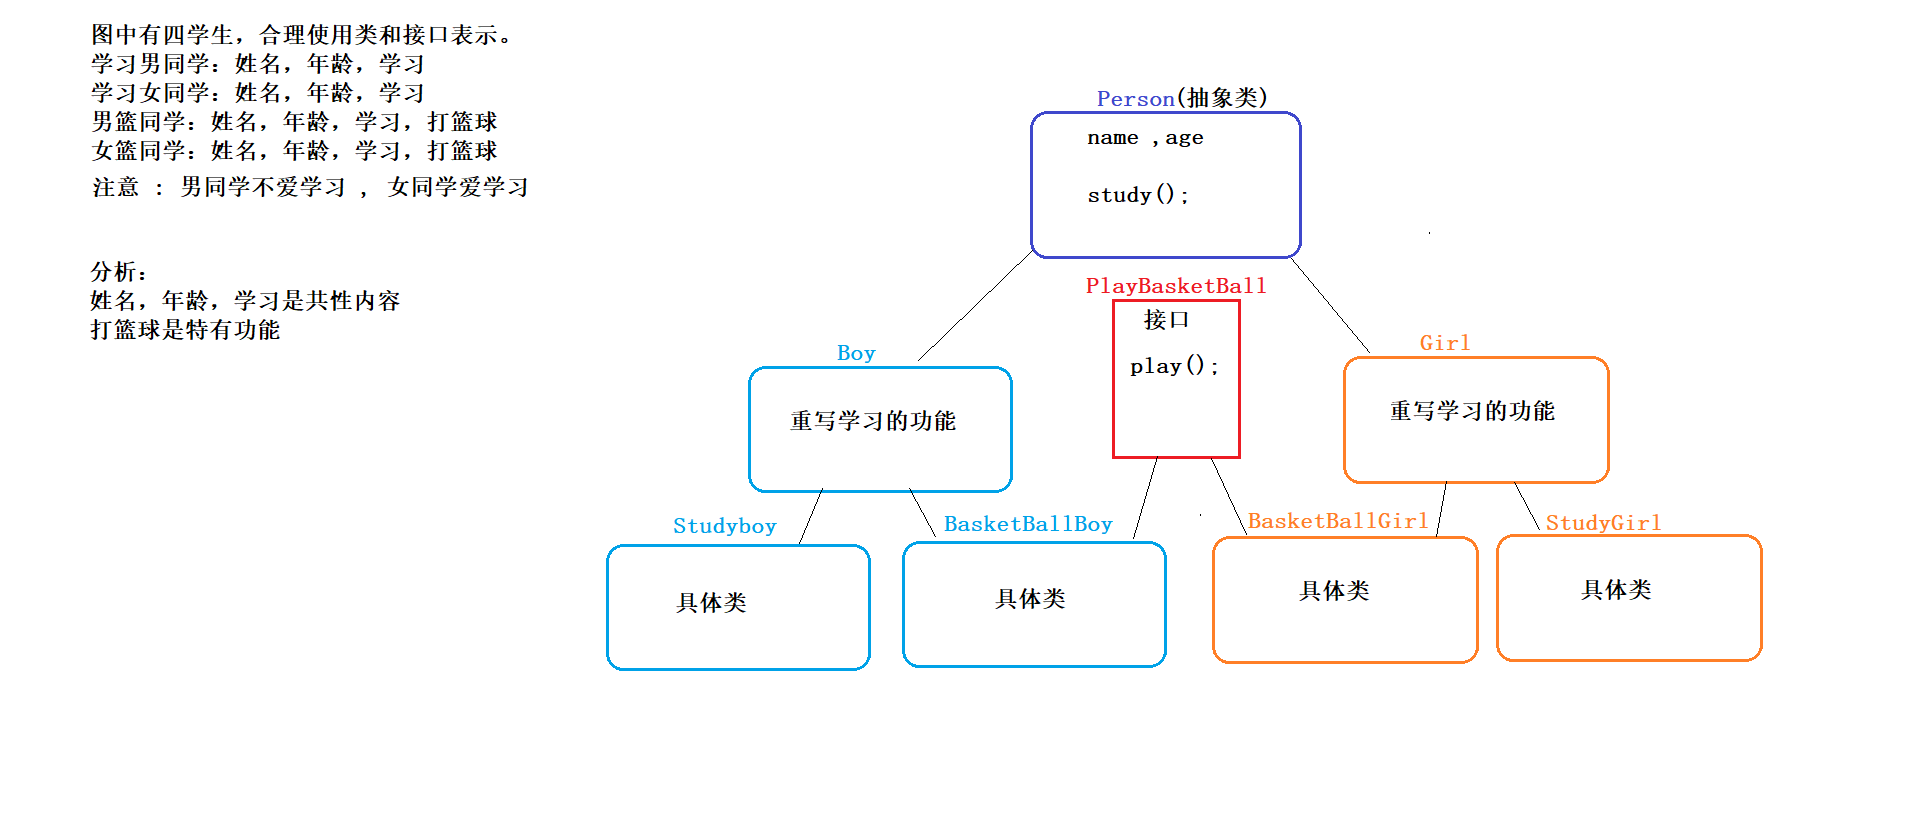 图中有四学生，合理使用类和接口表示。
学习男同学：姓名，年龄，学习
学习女同学：姓名，年龄，学习
男篮同学：姓名，年龄，学习，打篮球
女篮同学：姓名，年龄，学习，打篮球
注意 : 男同学不爱学习 , 女同学爱学习
分析：
姓名，年龄，学习是共性内容
打篮球是特有功能
Person(抽象类)
name ,age
study();
PlayBasketBall
接口
play();
Boy
重写学习的功能
Girl
重写学习的功能
Studyboy
具体类
BasketBallBoy
具体类
BasketBallGirl
具体类
StudyGirl
具体类